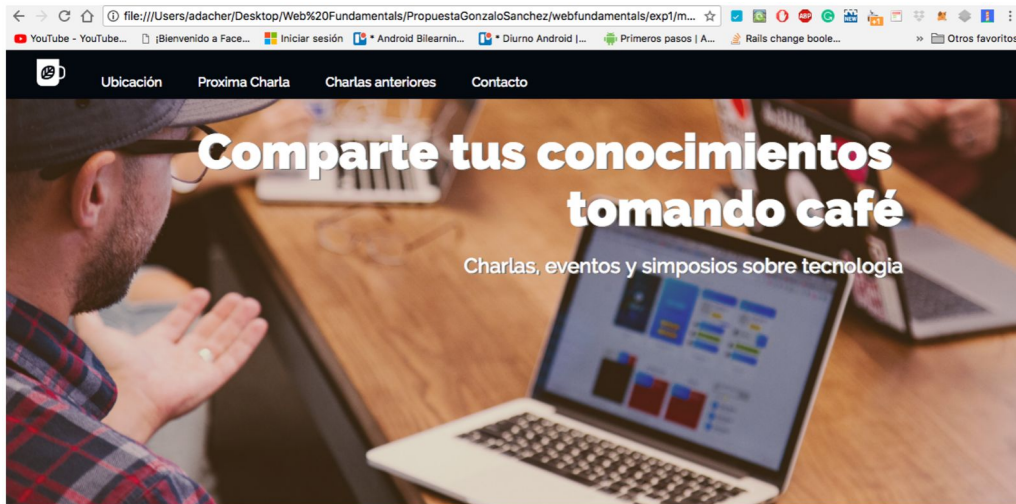 file:///Users/adacher/Desktop/Web%20Fundamentals/PropuestaGonzaloSanchez/webfundamentals/exp1/m...
YouTube - YouTube...
¡Bienvenido a Face...
Iniciar sesión
* Android Bilearnin...
* Diurno Android |...
Primeros pasos | A...
Rails change boole...
»
Otros favoritos
Ubicación
Proxima Charla
Charlas anteriores
Contacto
Comparte tus conocimientos
tomando café
Charlas, eventos y simposios sobre tecnologia